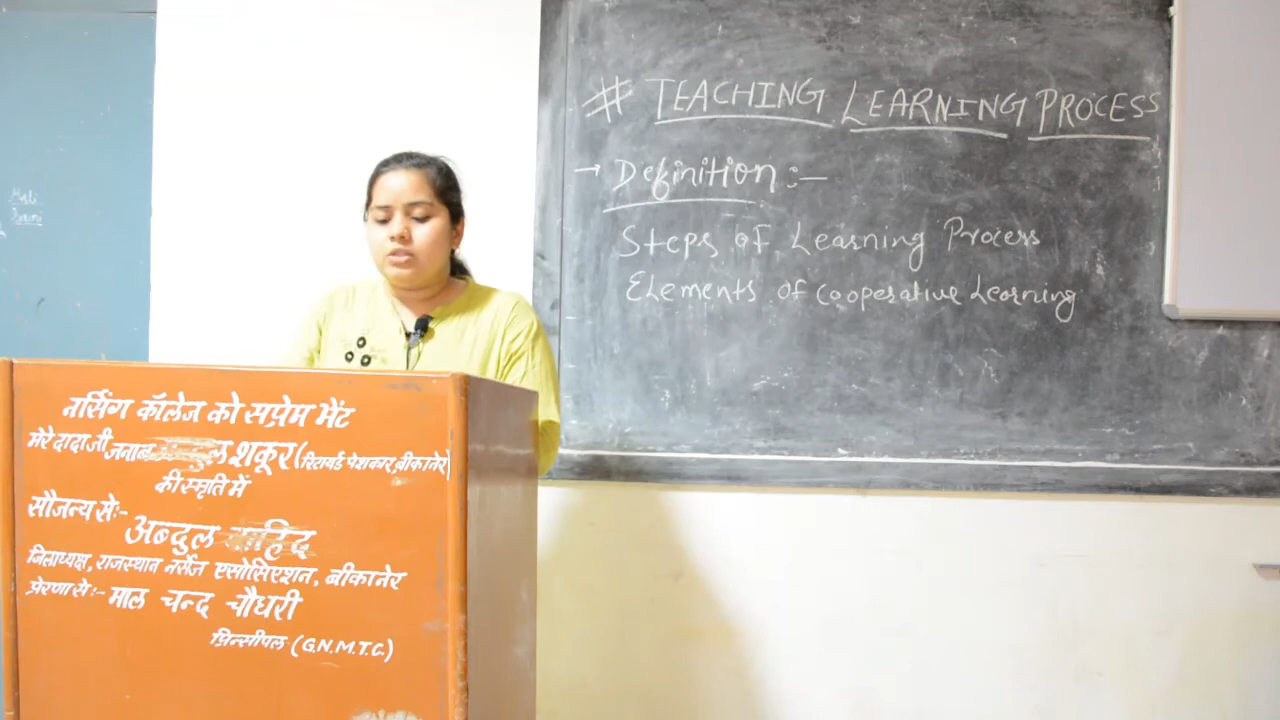 # TEACHING LEARNING PROCESS
→ Definition :-
Steps of Learning Process
Elements of cooperative Learning
नर्सिंग कॉलेज को सप्रेम भेंट
मेरे दादाजी जनाब शकूर (रिटायर्ड पेशकार, बीकानेर)
की स्मृति में
सौजन्य से:-
अब्दुल
जिलाध्यक्ष, राजस्थान नर्सेज एसोसिएशन, बीकानेर
प्रेरणा से:- माल चन्द चौधरी
प्रिन्सीपल (G.N.M.T.C.)